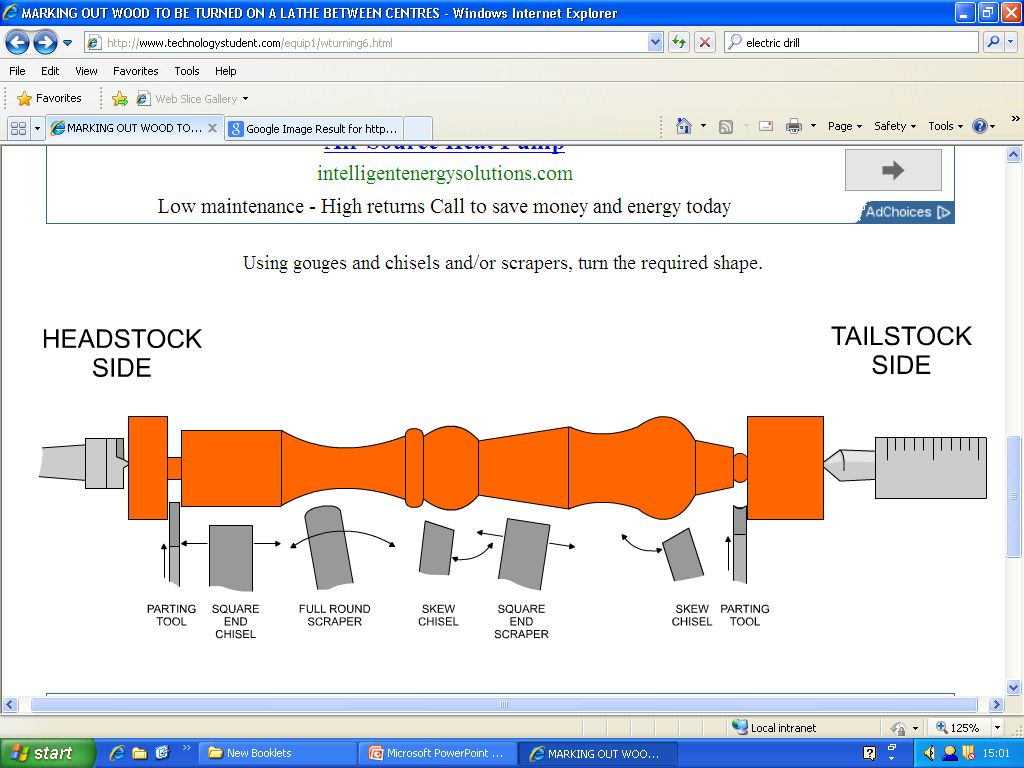 MARKING OUT WOOD TO BE TURNED ON A LATHE BETWEEN CENTRES - Windows Internet Explorer
http://www.technologystudent.com/equip1/wturning6.html
electric drill
File Edit View Favorites Tools Help
Favorites Web Slice Gallery
MARKING OUT WOOD TO... Google Image Result for http... Page Safety Tools »
Air Source Heat Pump
intelligentenergysolutions.com
Low maintenance - High returns Call to save money and energy today
AdChoices
Using gouges and chisels and/or scrapers, turn the required shape.
HEADSTOCK
SIDE
TAILSTOCK
SIDE
PARTING
TOOL
SQUARE
END
CHISEL
FULL ROUND
SCRAPER
SKEW
CHISEL
SQUARE
END
SCRAPER
SKEW
CHISEL
PARTING
TOOL
Local intranet 125%
start » New Booklets Microsoft PowerPoint ... MARKING OUT WOO... 15:01